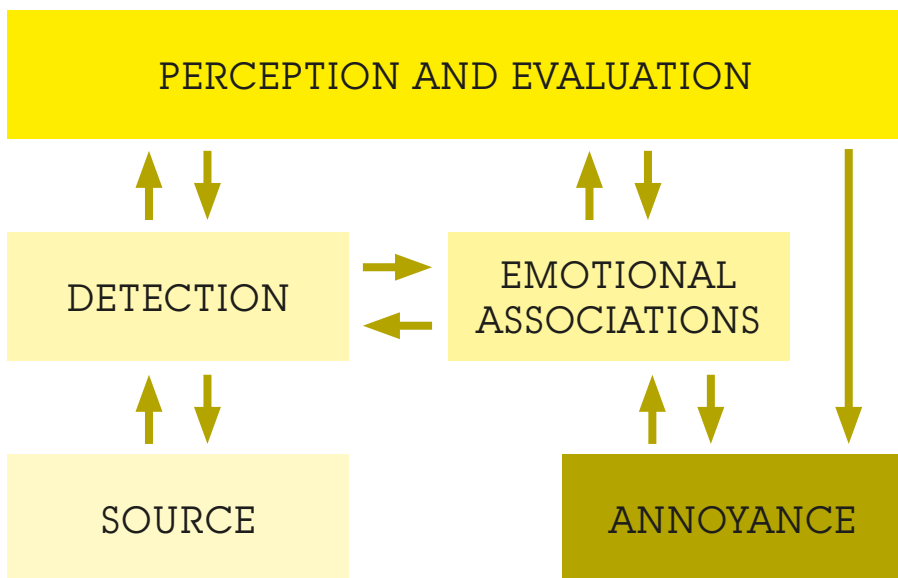 PERCEPTION AND EVALUATION
DETECTION
EMOTIONAL
ASSOCIATIONS
SOURCE
ANNOYANCE